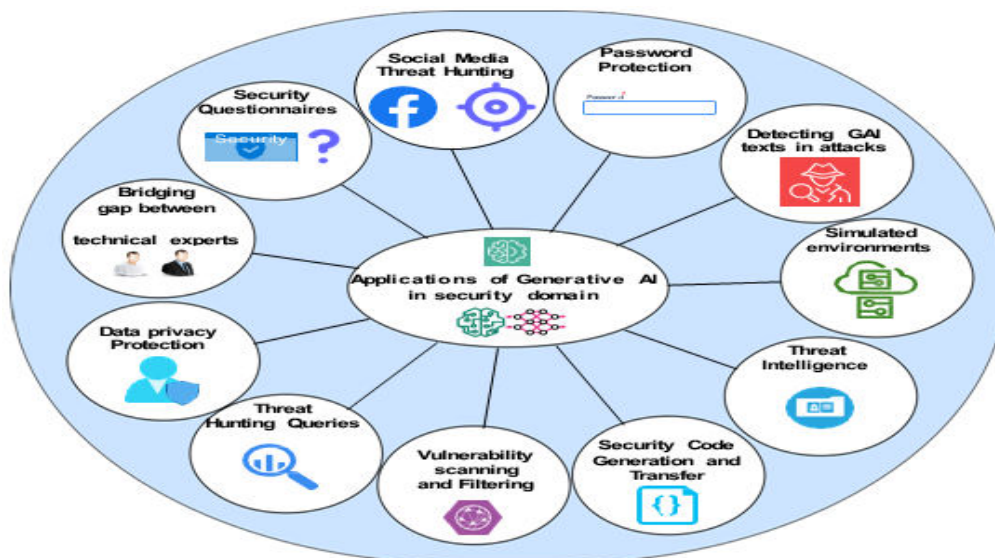 Social Media
Threat Hunting
Password
Protection
Security
Questionnaires
Security
?
Detecting GAI
texts in attacks
Bridging
gap between
technical experts
Simulated
environments
Applications of Generative AI
in security domain
Data privacy
Protection
Threat
Intelligence
Threat
Hunting Queries
Vulnerability
scanning
and Filtering
Security Code
Generation and
Transfer
{}